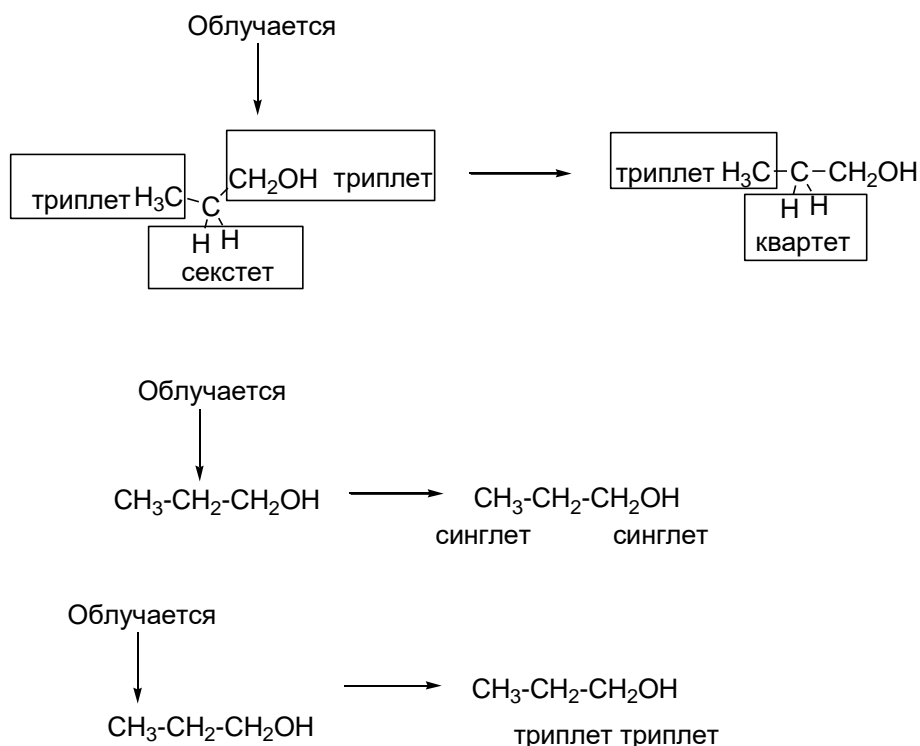 Облучается
триплет H₃C C CH₂OH триплет
H H
секстет
триплет H₃C-C-CH₂OH
H H
квартет
Облучается
CH₃-CH₂-CH₂OH
CH₃-CH₂-CH₂OH
синглет синглет
Облучается
CH₃-CH₂-CH₂OH
CH₃-CH₂-CH₂OH
триплет триплет